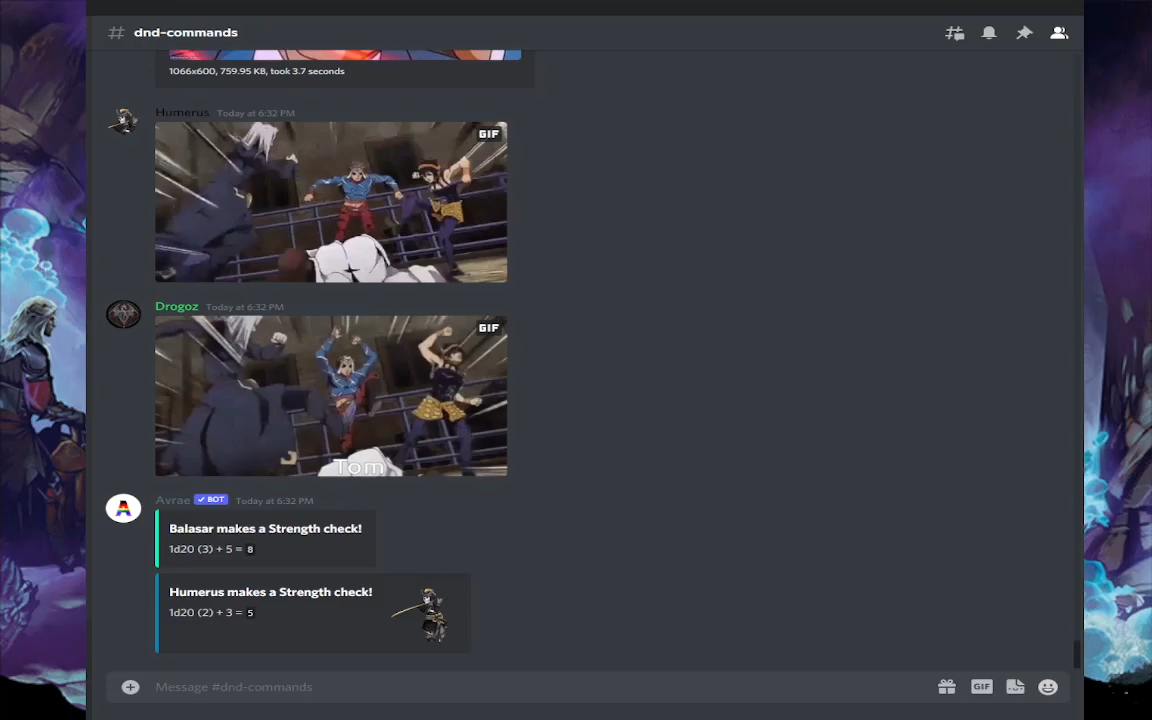 dnd-commands
1066x600, 759.95 KB, took 3.7 seconds
Humerus Today at 6:32 PM
GIF
Drogoz Today at 6:32 PM
GIF
Tom
Avrae ✓ BOT Today at 6:32 PM
Balasar makes a Strength check!
1d20 (3) + 5 = 8
Humerus makes a Strength check!
1d20 (2) + 3 = 5
Message #dnd-commands
GIF